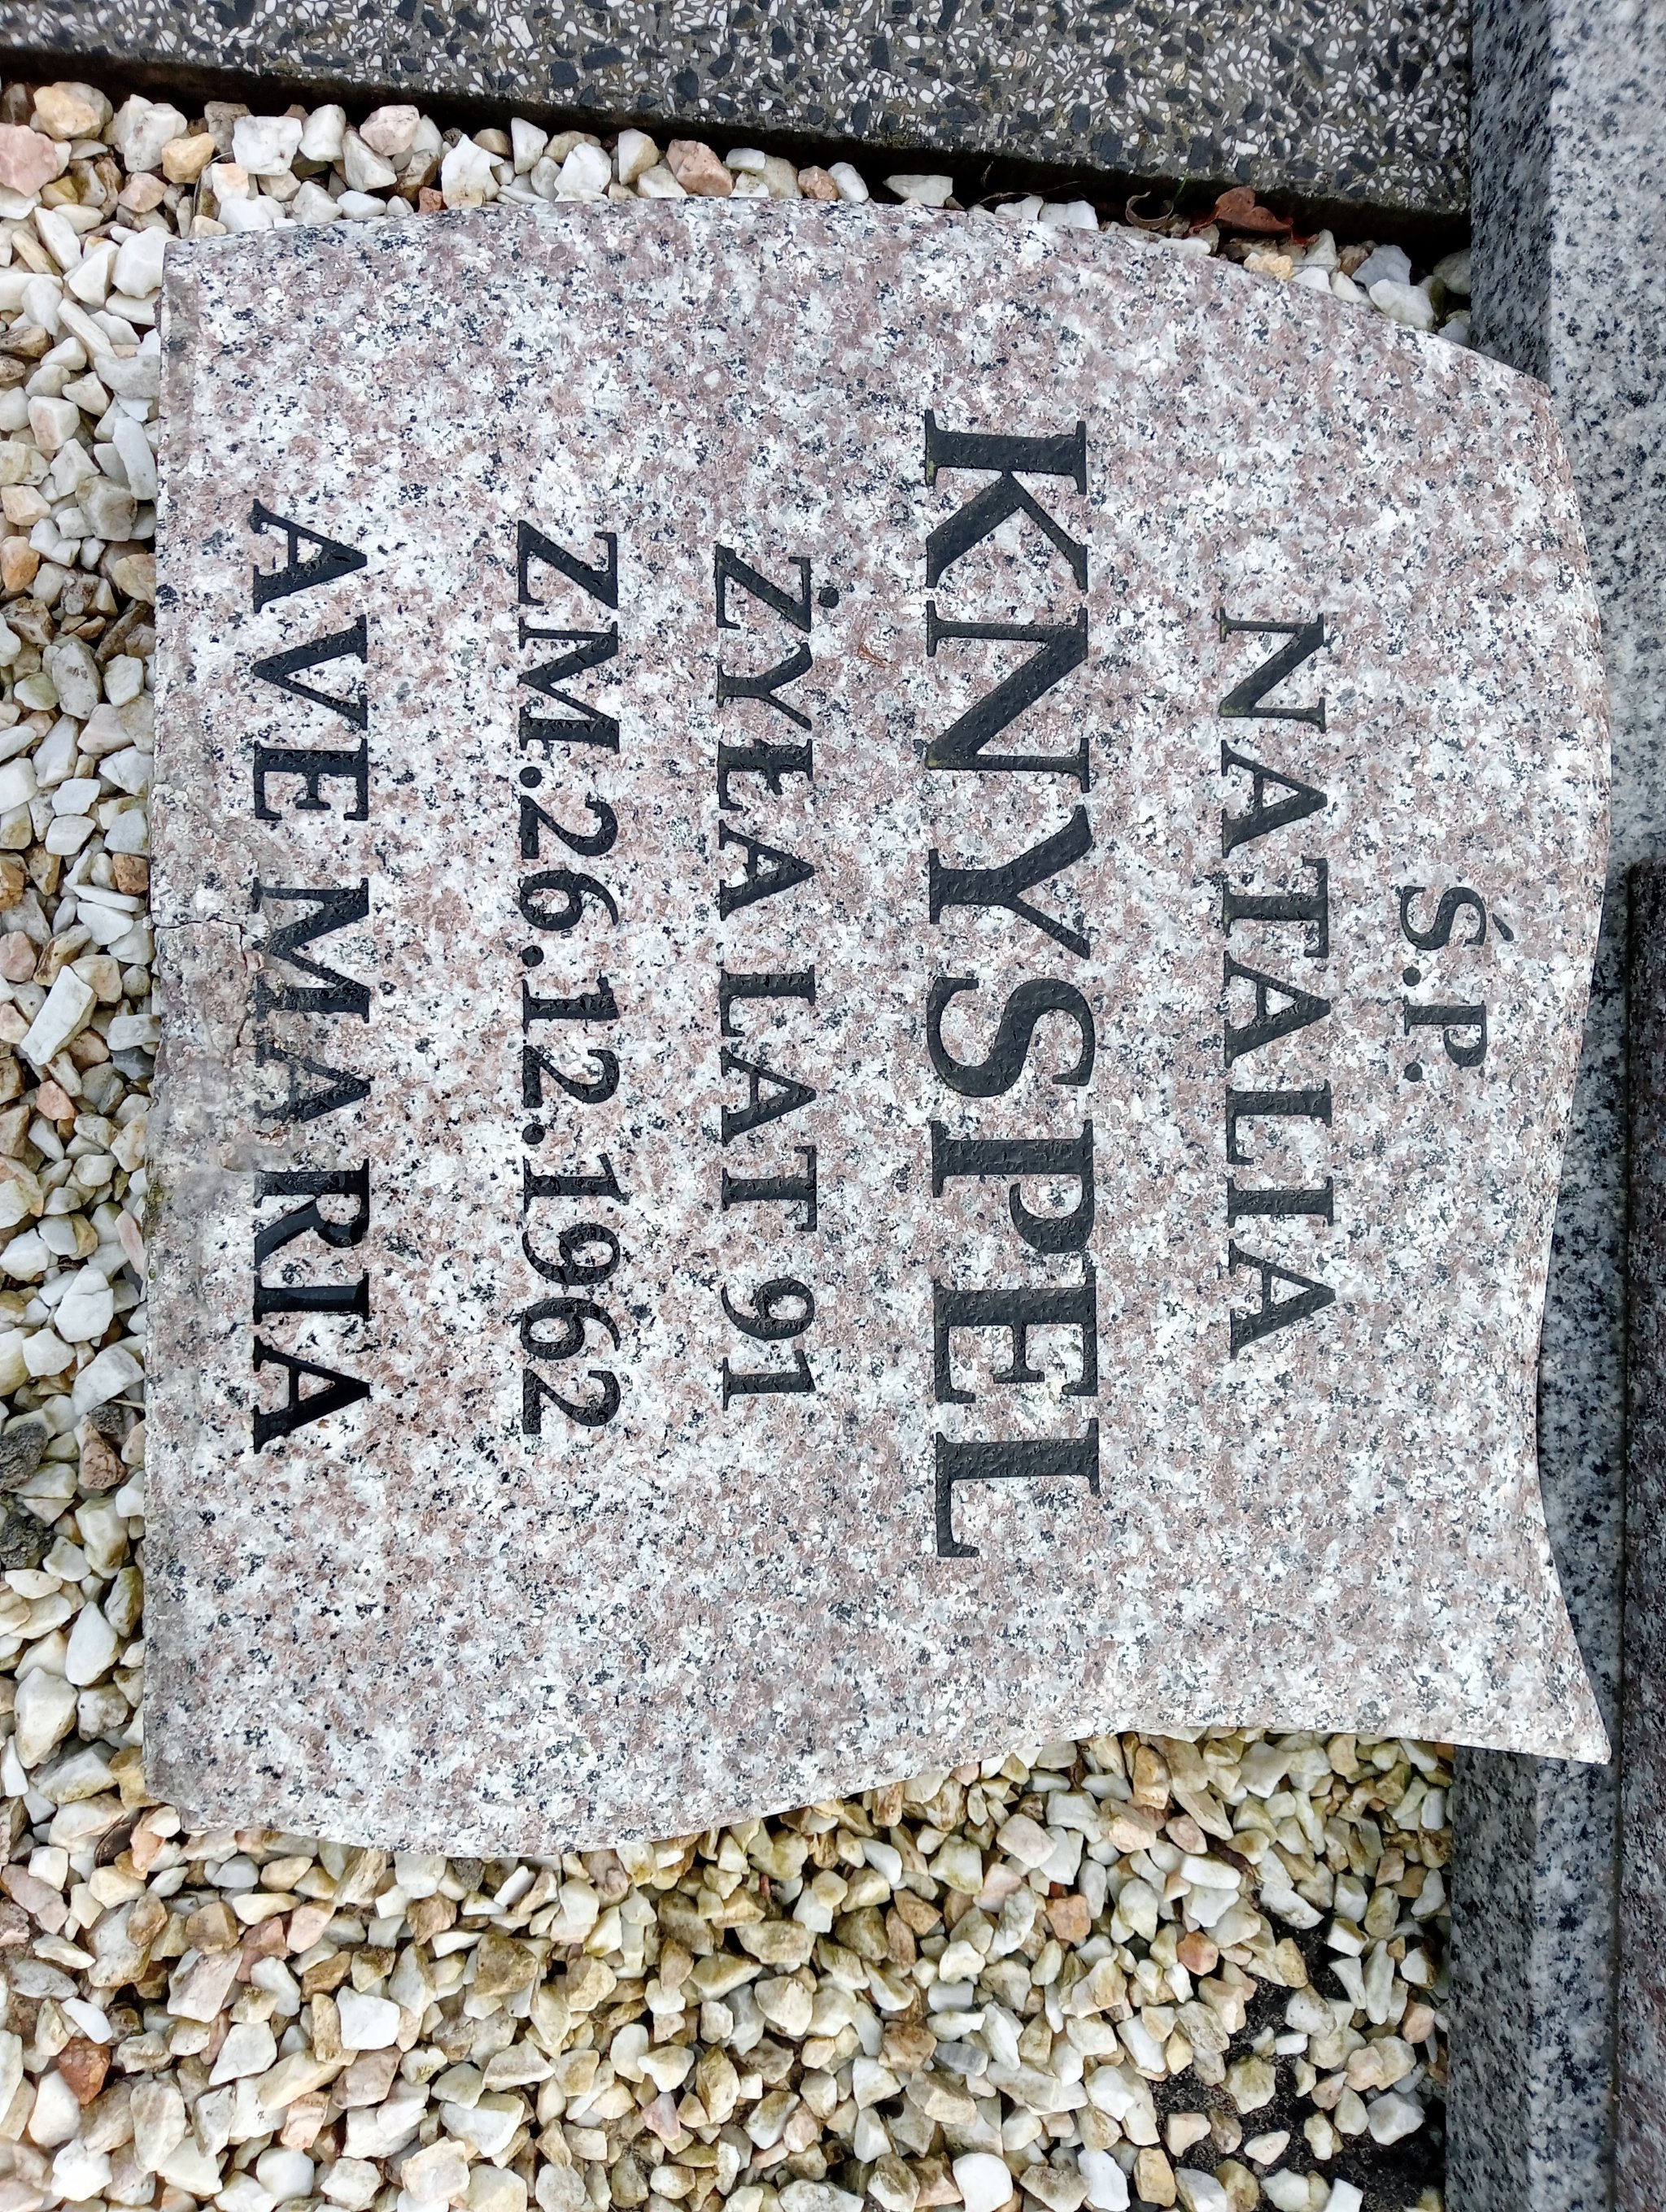 Ś.P.
NATALIA
KNYSPEL
ŻYŁA LAT 91
ZM. 26.12.1962
AVE MARIA